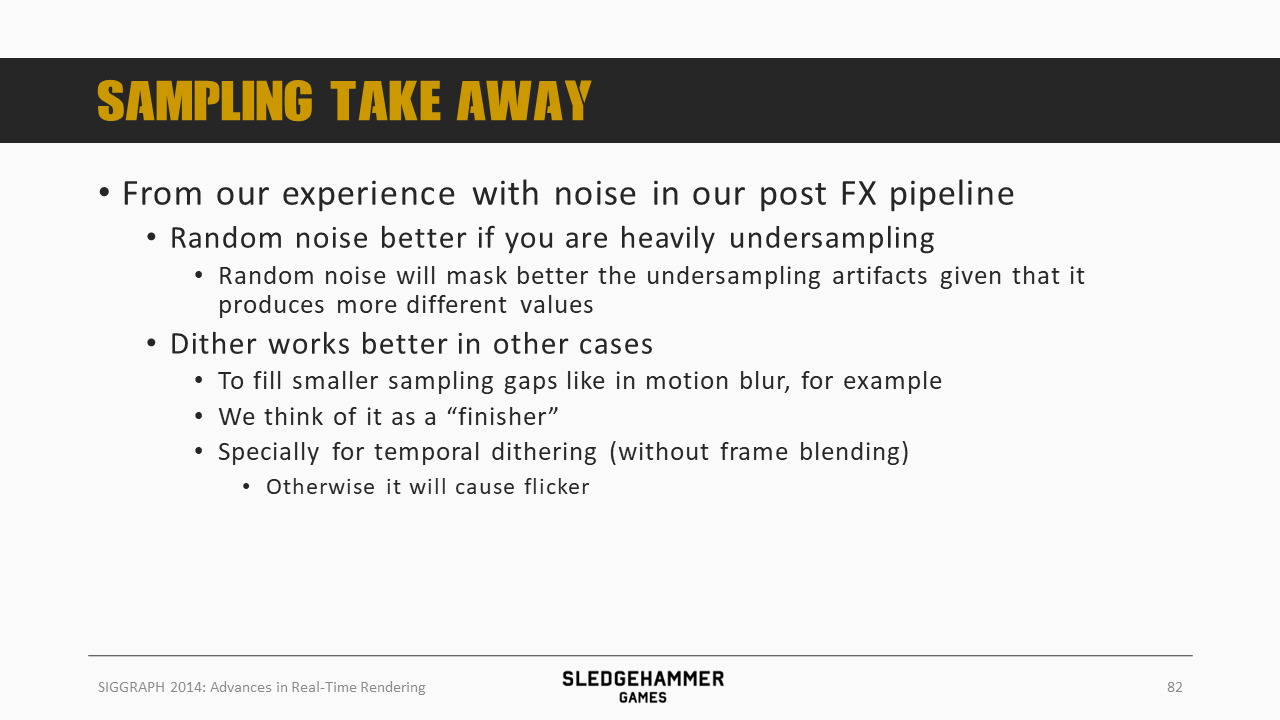 SAMPLING TAKE AWAY
• From our experience with noise in our post FX pipeline
• Random noise better if you are heavily undersampling
• Random noise will mask better the undersampling artifacts given that it
produces more different values
• Dither works better in other cases
• To fill smaller sampling gaps like in motion blur, for example
• We think of it as a “finisher”
• Specially for temporal dithering (without frame blending)
• Otherwise it will cause flicker
SIGGRAPH 2014: Advances in Real-Time Rendering
SLEDGEHAMMER
GAMES
82